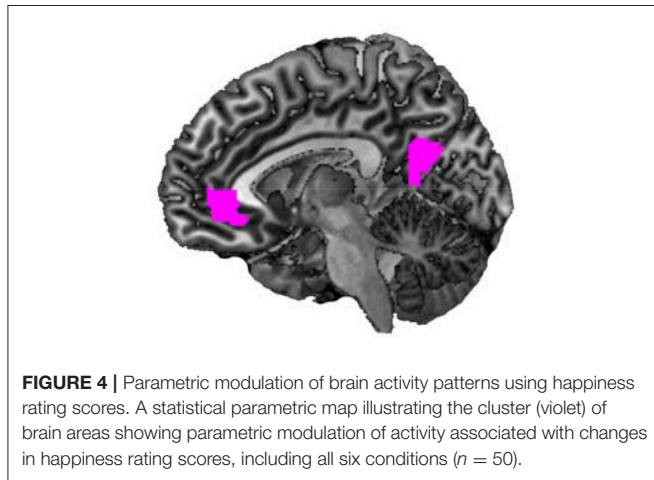 FIGURE 4 | Parametric modulation of brain activity patterns using happiness
rating scores. A statistical parametric map illustrating the cluster (violet) of
brain areas showing parametric modulation of activity associated with changes
in happiness rating scores, including all six conditions (n = 50).